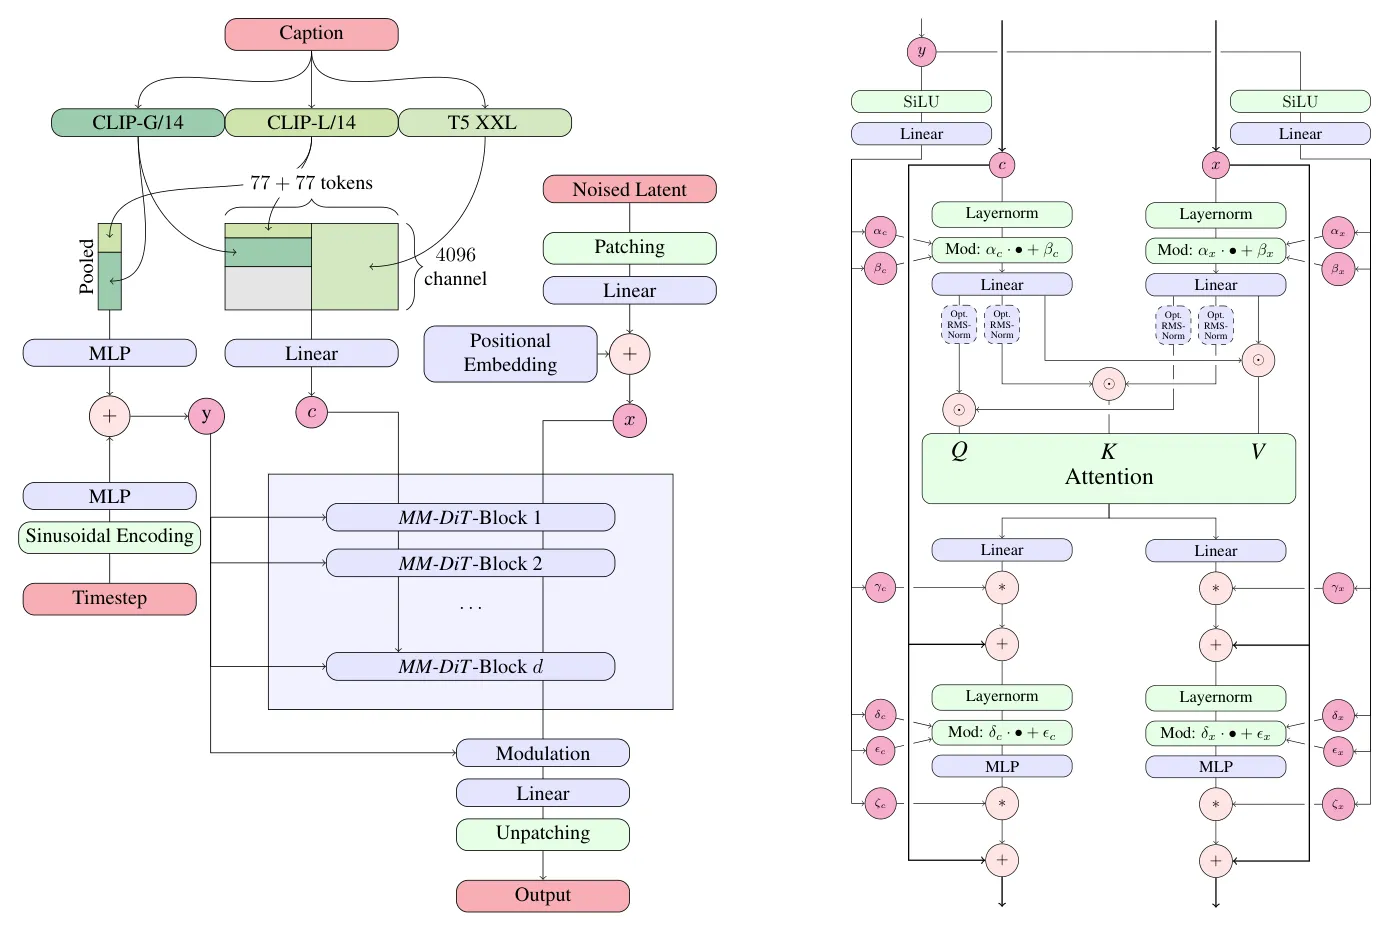 Caption
CLIP-G/14
CLIP-L/14
T5 XXL
77 + 77 tokens
Pooled
4096
channel
Noised Latent
Patching
Linear
Positional
Embedding
+
x
MLP
Linear
+
y
c
MLP
Sinusoidal Encoding
Timestep
MM-DiT-Block 1
MM-DiT-Block 2
. . .
MM-DiT-Block d
Modulation
Linear
Unpatching
Output
y
SiLU
SiLU
Linear
Linear
c
x
Layernorm
Layernorm
α_c
Mod: α_c · • + β_c
Mod: α_x · • + β_x
α_x
β_c
β_x
Linear
Linear
Opt.
RMS-
Norm
Opt.
RMS-
Norm
Opt.
RMS-
Norm
Opt.
RMS-
Norm
⊙
⊙
⊙
Q
K
V
Attention
Linear
Linear
γ_c
*
*
γ_x
+
+
Layernorm
Layernorm
δ_c
Mod: δ_c · • + ϵ_c
Mod: δ_x · • + ϵ_x
δ_x
ϵ_c
ϵ_x
MLP
MLP
ζ_c
*
*
ζ_x
+
+